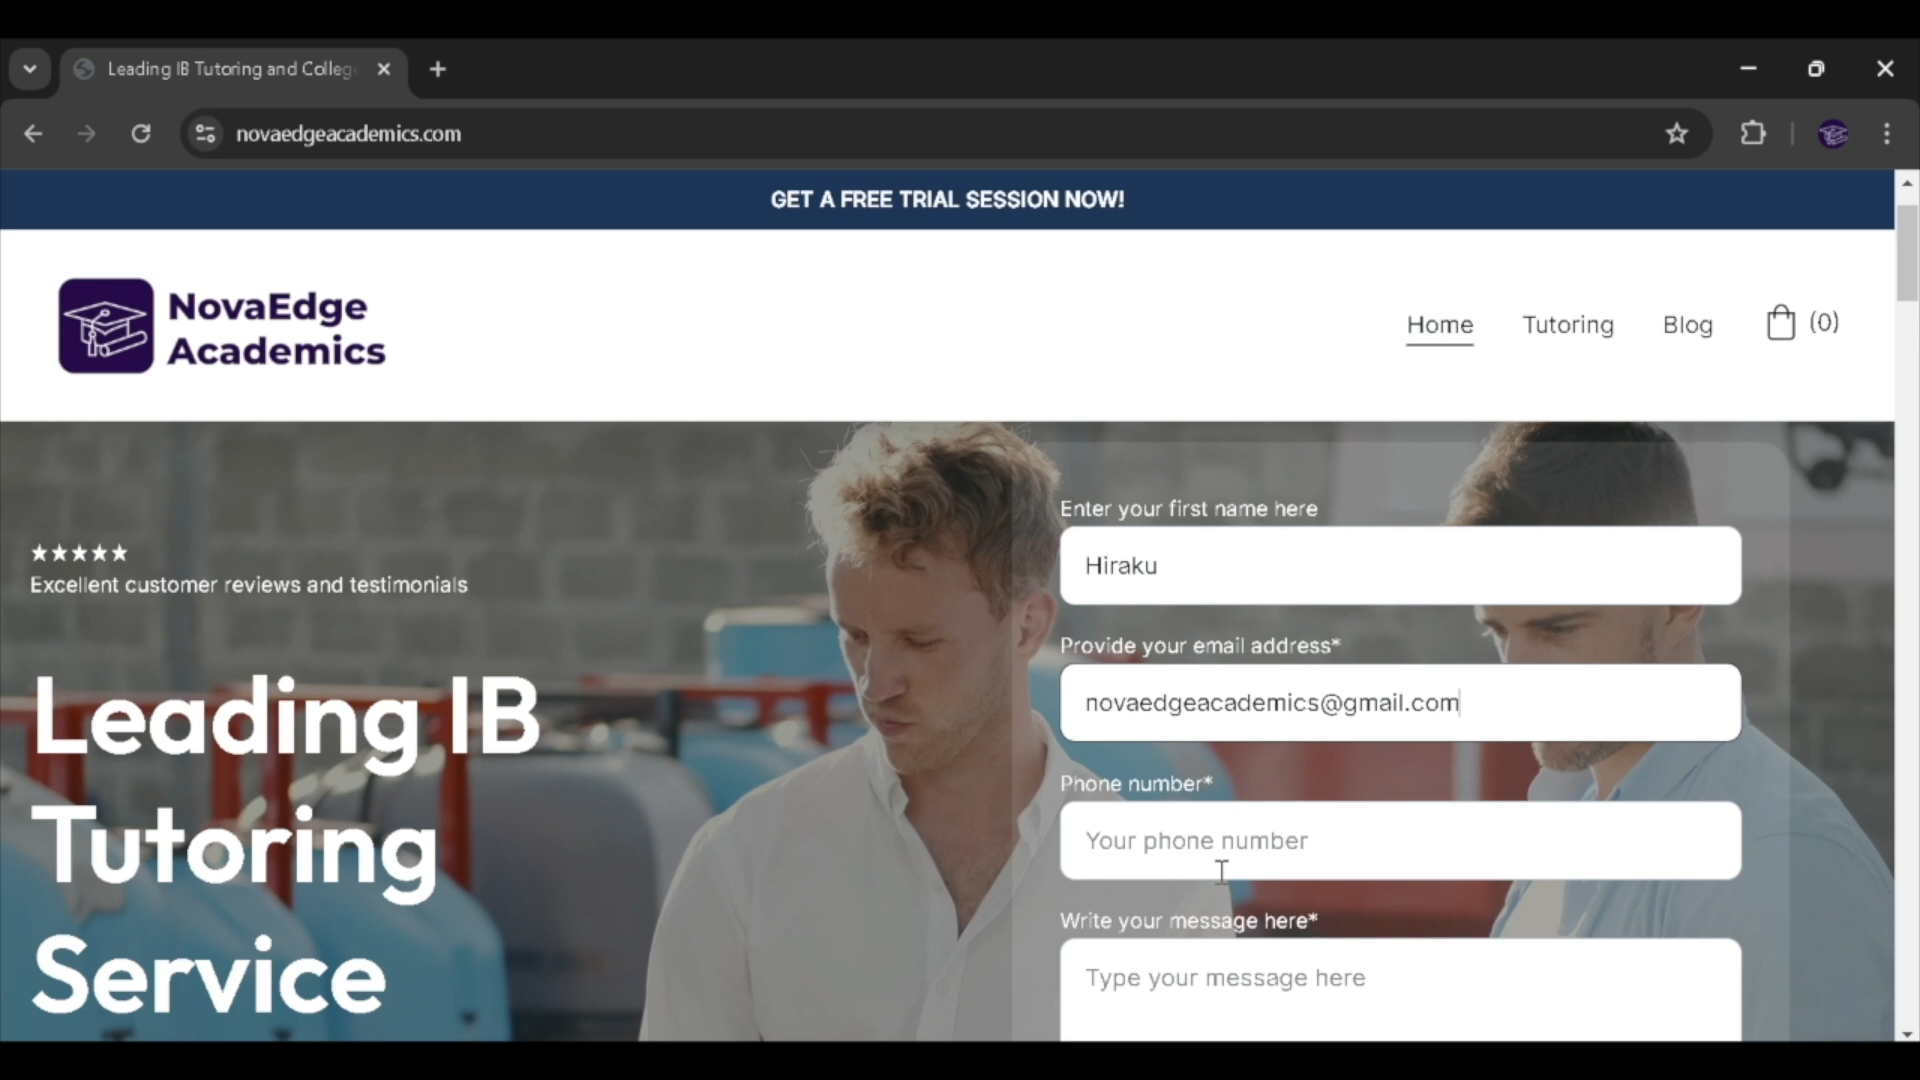 Leading IB Tutoring and Colleg
novaedgeacademics.com
GET A FREE TRIAL SESSION NOW!
NovaEdge
Academics
Home
Tutoring
Blog
(0)
★★★★★
Excellent customer reviews and testimonials
Leading IB
Tutoring
Service
Enter your first name here
Hiraku
Provide your email address*
novaedgeacademics@gmail.com
Phone number*
Your phone number
Write your message here*
Type your message here